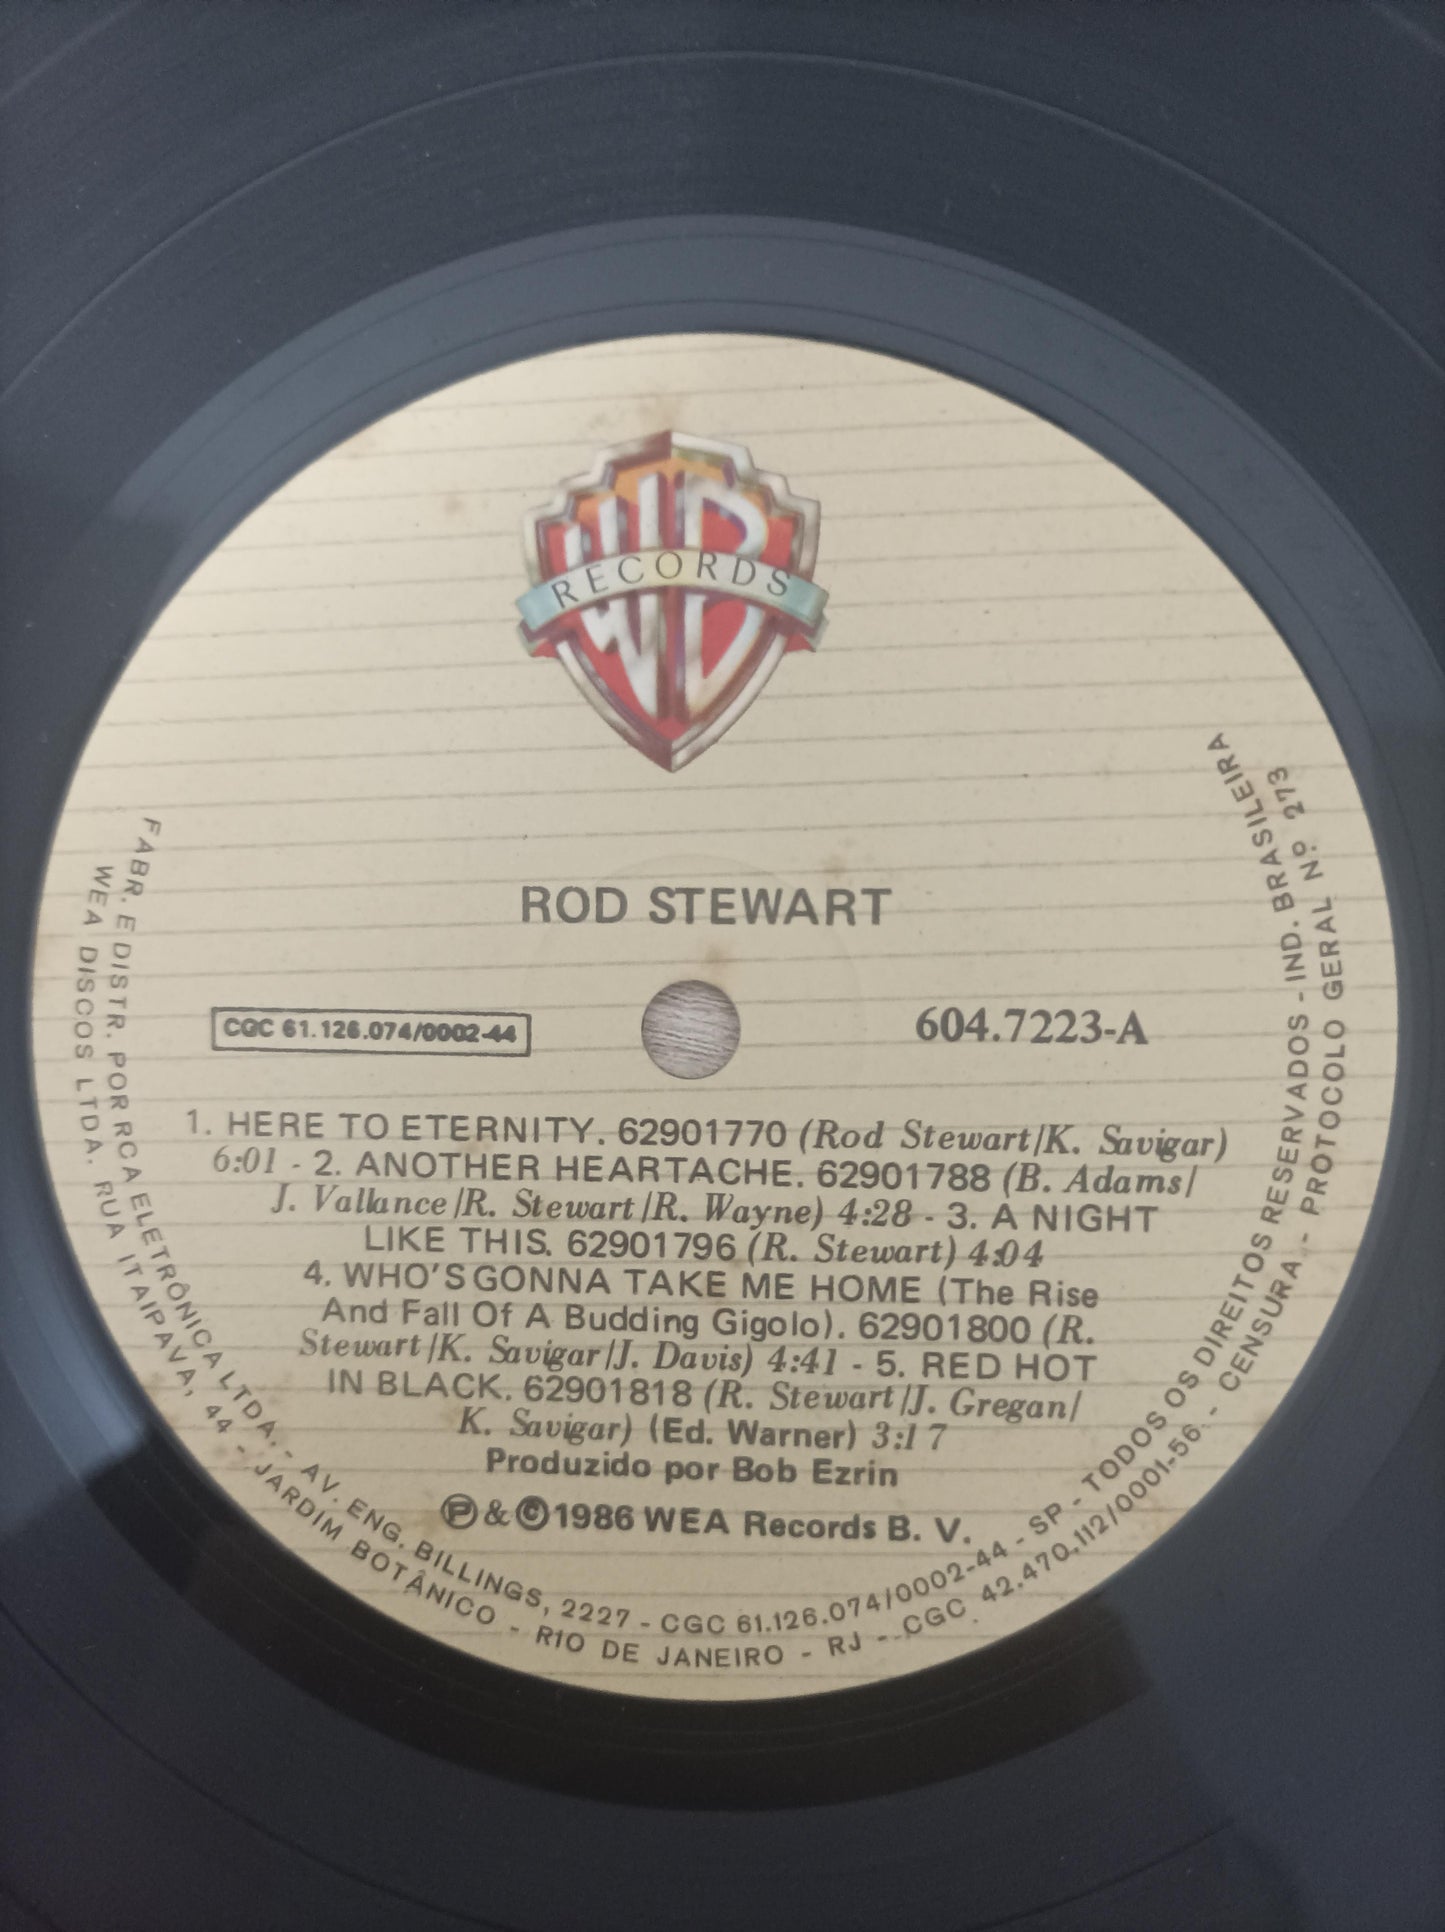 WB
RECORDS
ROD STEWART
CGC 61.126.074/0002-44
604.7223-A
1. HERE TO ETERNITY. 62901770 (Rod Stewart/K. Savigar)
6:01 - 2. ANOTHER HEARTACHE. 62901788 (B. Adams/
J. Vallance/R. Stewart/R. Wayne) 4:28 - 3. A NIGHT
LIKE THIS. 62901796 (R. Stewart) 4:04
4. WHO'S GONNA TAKE ME HOME (The Rise
And Fall Of A Budding Gigolo). 62901800 (R.
Stewart/K. Savigar/J. Davis) 4:41 - 5. RED HOT
IN BLACK. 62901818 (R. Stewart/J. Gregan/
K. Savigar) (Ed. Warner) 3:17
Produzido por Bob Ezrin
℗ & © 1986 WEA Records B. V.
FABR. E DISTR. POR RCA ELETRÔNICA LTDA. - AV. ENG. BILLINGS, 2227 - CGC 61.126.074/0002-44 - SP - TODOS OS DIREITOS RESERVADOS - IND. BRASILEIRA
WEA DISCOS LTDA. RUA ITAIPAVA, 44 - JARDIM BOTÂNICO - RIO DE JANEIRO - RJ - CGC 42.470.112/0001-56 - CENSURA - PROTOCOLO GERAL Nº 273